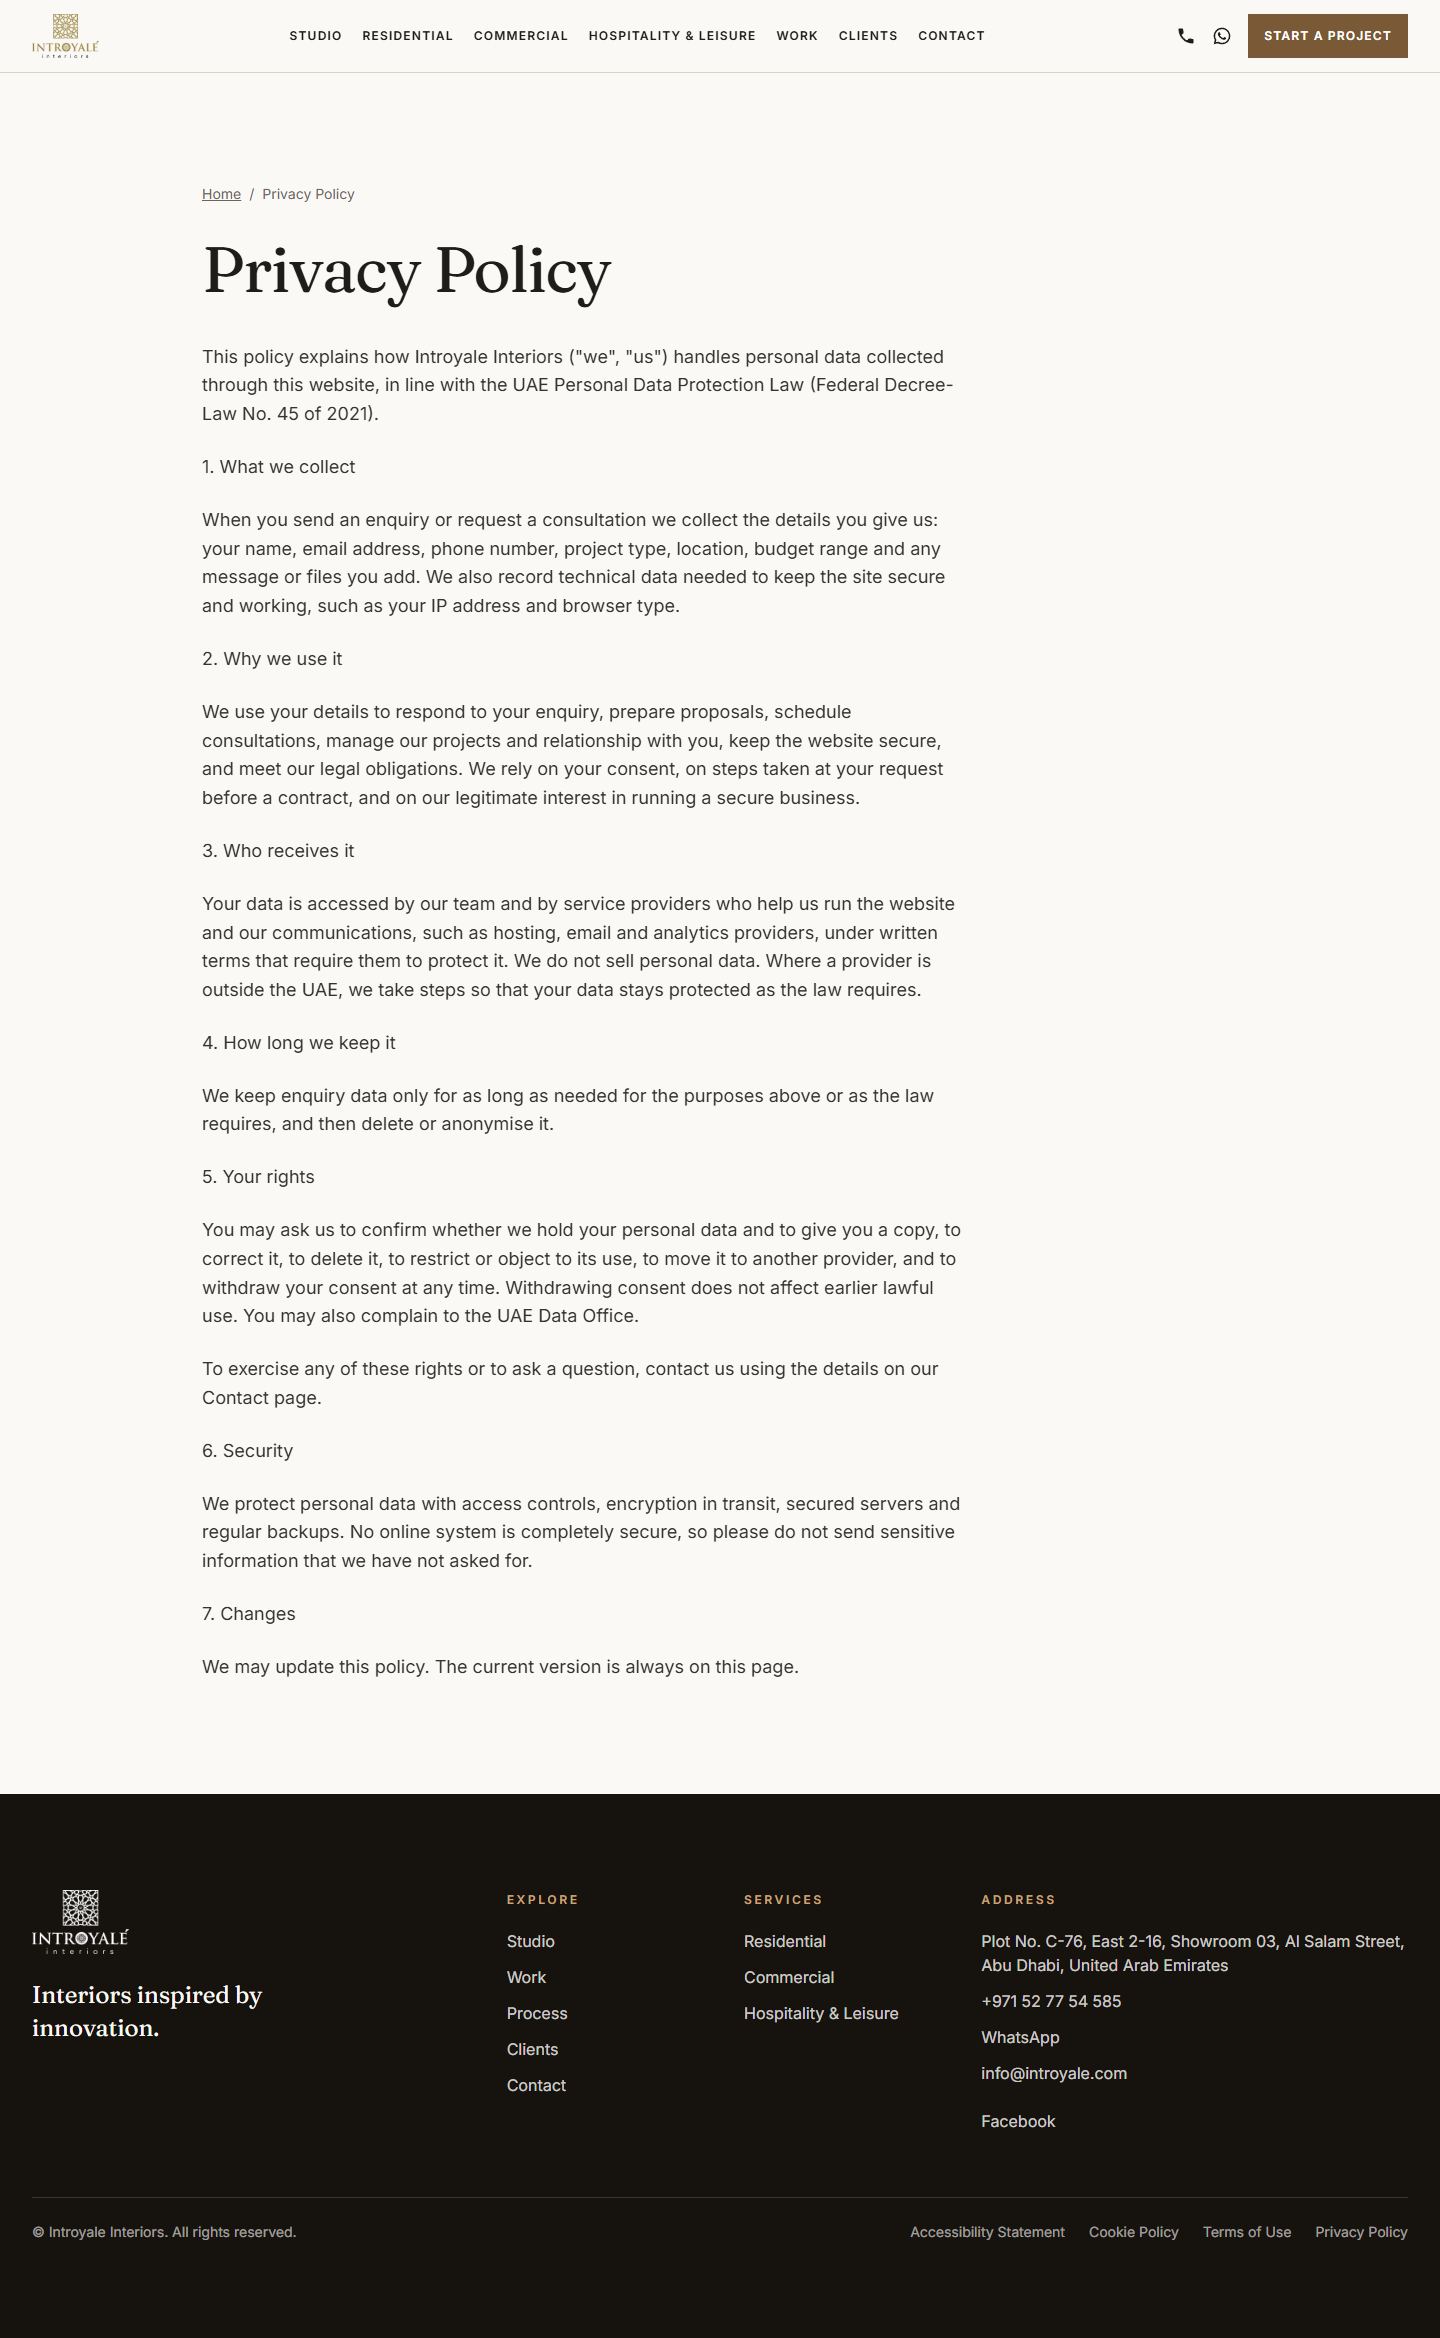 INTROYALÉ
interiors
STUDIO RESIDENTIAL COMMERCIAL HOSPITALITY & LEISURE WORK CLIENTS CONTACT
START A PROJECT
Home / Privacy Policy
Privacy Policy
This policy explains how Introyale Interiors ("we", "us") handles personal data collected
through this website, in line with the UAE Personal Data Protection Law (Federal Decree-
Law No. 45 of 2021).
1. What we collect
When you send an enquiry or request a consultation we collect the details you give us:
your name, email address, phone number, project type, location, budget range and any
message or files you add. We also record technical data needed to keep the site secure
and working, such as your IP address and browser type.
2. Why we use it
We use your details to respond to your enquiry, prepare proposals, schedule
consultations, manage our projects and relationship with you, keep the website secure,
and meet our legal obligations. We rely on your consent, on steps taken at your request
before a contract, and on our legitimate interest in running a secure business.
3. Who receives it
Your data is accessed by our team and by service providers who help us run the website
and our communications, such as hosting, email and analytics providers, under written
terms that require them to protect it. We do not sell personal data. Where a provider is
outside the UAE, we take steps so that your data stays protected as the law requires.
4. How long we keep it
We keep enquiry data only for as long as needed for the purposes above or as the law
requires, and then delete or anonymise it.
5. Your rights
You may ask us to confirm whether we hold your personal data and to give you a copy, to
correct it, to delete it, to restrict or object to its use, to move it to another provider, and to
withdraw your consent at any time. Withdrawing consent does not affect earlier lawful
use. You may also complain to the UAE Data Office.
To exercise any of these rights or to ask a question, contact us using the details on our
Contact page.
6. Security
We protect personal data with access controls, encryption in transit, secured servers and
regular backups. No online system is completely secure, so please do not send sensitive
information that we have not asked for.
7. Changes
We may update this policy. The current version is always on this page.
INTROYALÉ
interiors
Interiors inspired by
innovation.
EXPLORE
Studio
Work
Process
Clients
Contact
SERVICES
Residential
Commercial
Hospitality & Leisure
ADDRESS
Plot No. C-76, East 2-16, Showroom 03, Al Salam Street,
Abu Dhabi, United Arab Emirates
+971 52 77 54 585
WhatsApp
info@introyale.com
Facebook
© Introyale Interiors. All rights reserved.
Accessibility Statement Cookie Policy Terms of Use Privacy Policy